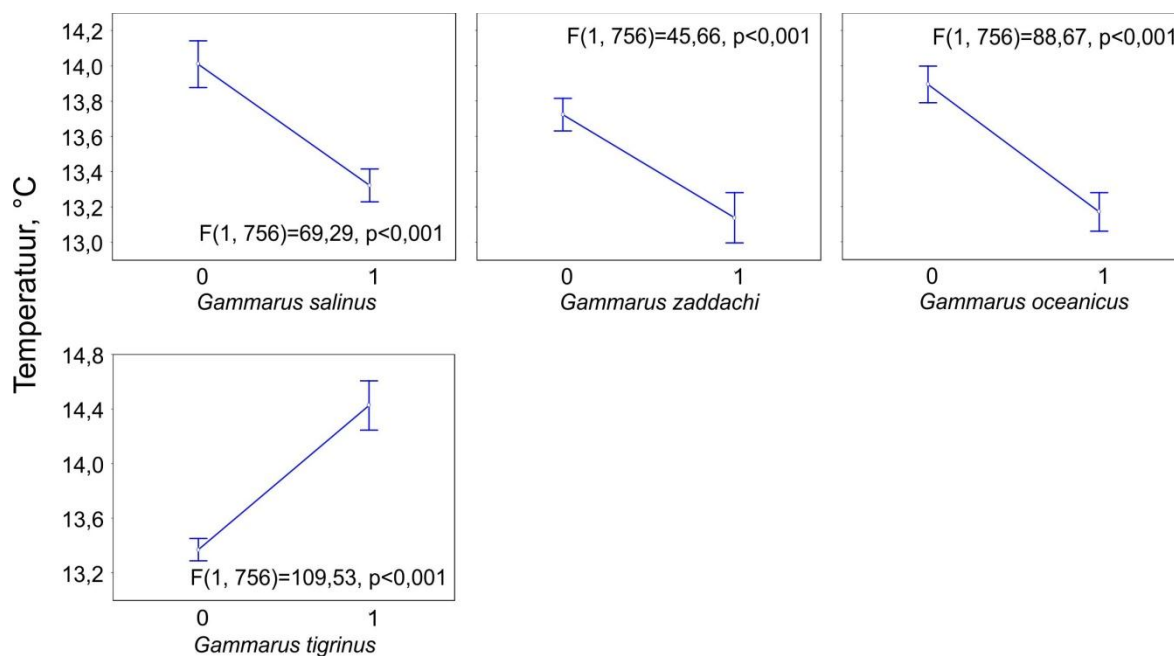 Temperatuur, °C
14,2
14,0
13,8
13,6
13,4
13,2
13,0
F(1, 756)=69,29, p<0,001
0 1
Gammarus salinus
F(1, 756)=45,66, p<0,001
0 1
Gammarus zaddachi
F(1, 756)=88,67, p<0,001
0 1
Gammarus oceanicus
14,8
14,4
14,0
13,6
13,2
F(1, 756)=109,53, p<0,001
0 1
Gammarus tigrinus